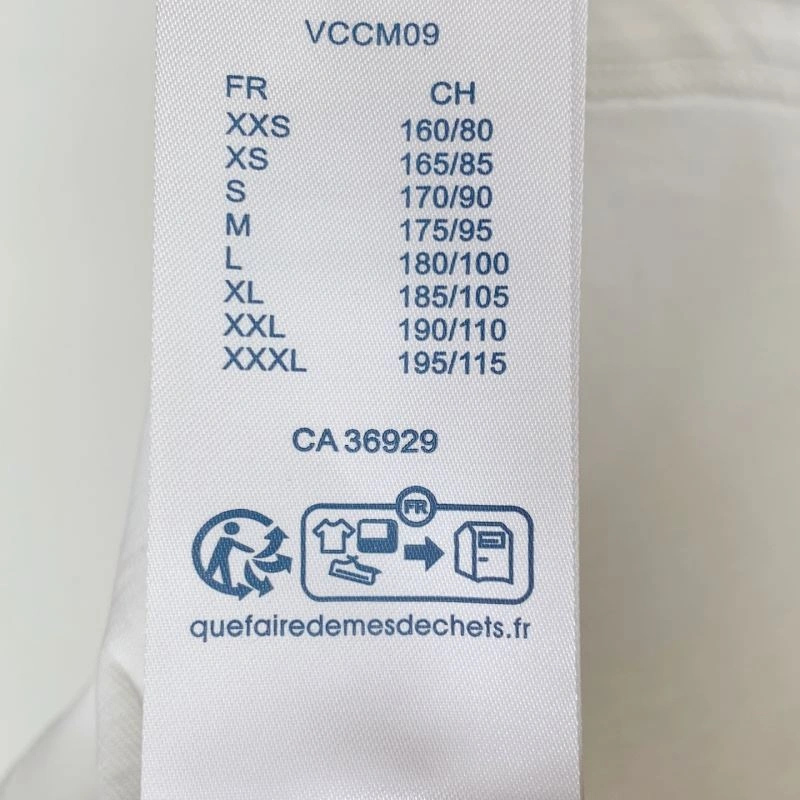 VCCM09
FR CH
XXS 160/80
XS 165/85
S 170/90
M 175/95
L 180/100
XL 185/105
XXL 190/110
XXXL 195/115
CA 36929
FR
quefairedemesdechets.fr